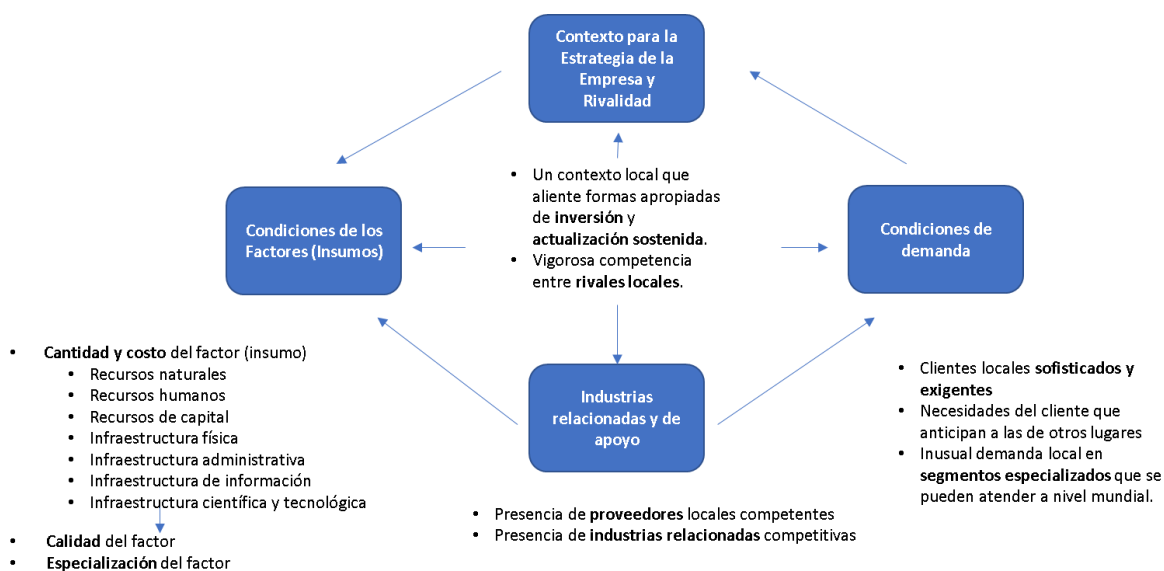 Contexto para la
Estrategia de la
Empresa y
Rivalidad
• Un contexto local que
aliente formas apropiadas
de inversión y
actualización sostenida.
• Vigorosa competencia
entre rivales locales.
Condiciones de los
Factores (Insumos)
Condiciones de
demanda
• Cantidad y costo del factor (insumo)
• Recursos naturales
• Recursos humanos
• Recursos de capital
• Infraestructura física
• Infraestructura administrativa
• Infraestructura de información
• Infraestructura científica y tecnológica
• Calidad del factor
• Especialización del factor
Industrias
relacionadas y de
apoyo
• Presencia de proveedores locales competentes
• Presencia de industrias relacionadas competitivas
• Clientes locales sofisticados y
exigentes
• Necesidades del cliente que
anticipan a las de otros lugares
• Inusual demanda local en
segmentos especializados que se
pueden atender a nivel mundial.